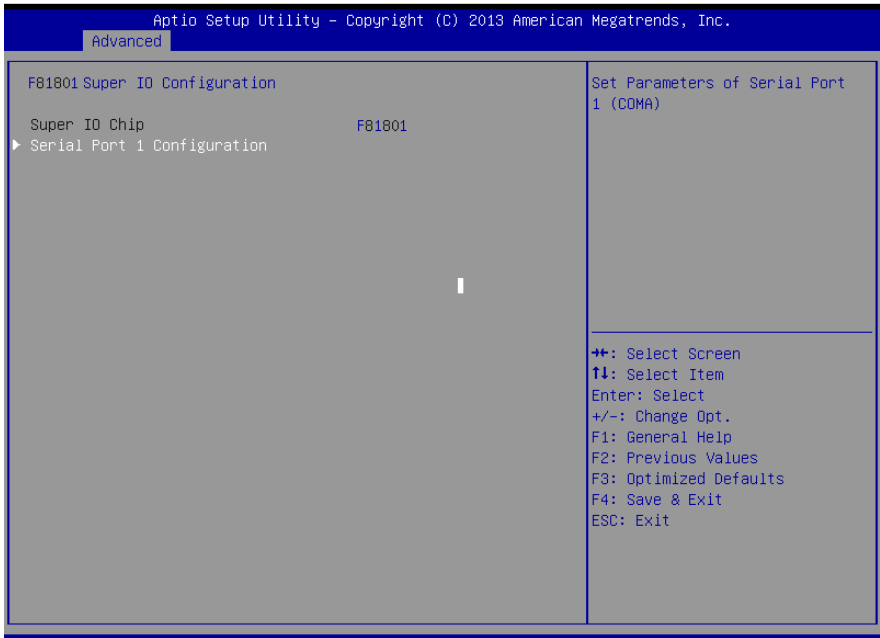 Aptio Setup Utility – Copyright (C) 2013 American Megatrends, Inc.
Advanced
F81801 Super IO Configuration
Super IO Chip F81801
▶ Serial Port 1 Configuration
Set Parameters of Serial Port
1 (COMA)
→←: Select Screen
↑↓: Select Item
Enter: Select
+/-: Change Opt.
F1: General Help
F2: Previous Values
F3: Optimized Defaults
F4: Save & Exit
ESC: Exit